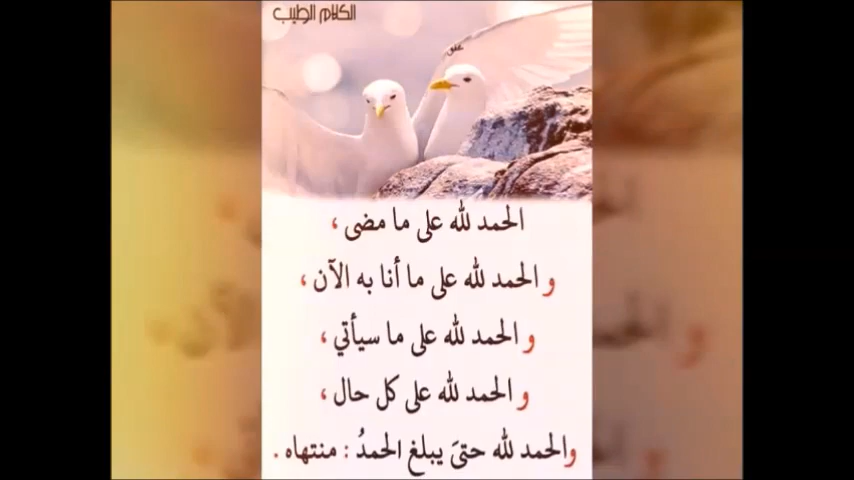 الكلام الطيب
الحمد لله على ما مضى ،
و الحمد لله على ما أنا به الآن ،
و الحمد لله على ما سيأتي ،
و الحمد لله على كل حال ،
والحمد لله حتىَ يبلغ الحمدُ : منتهاه .